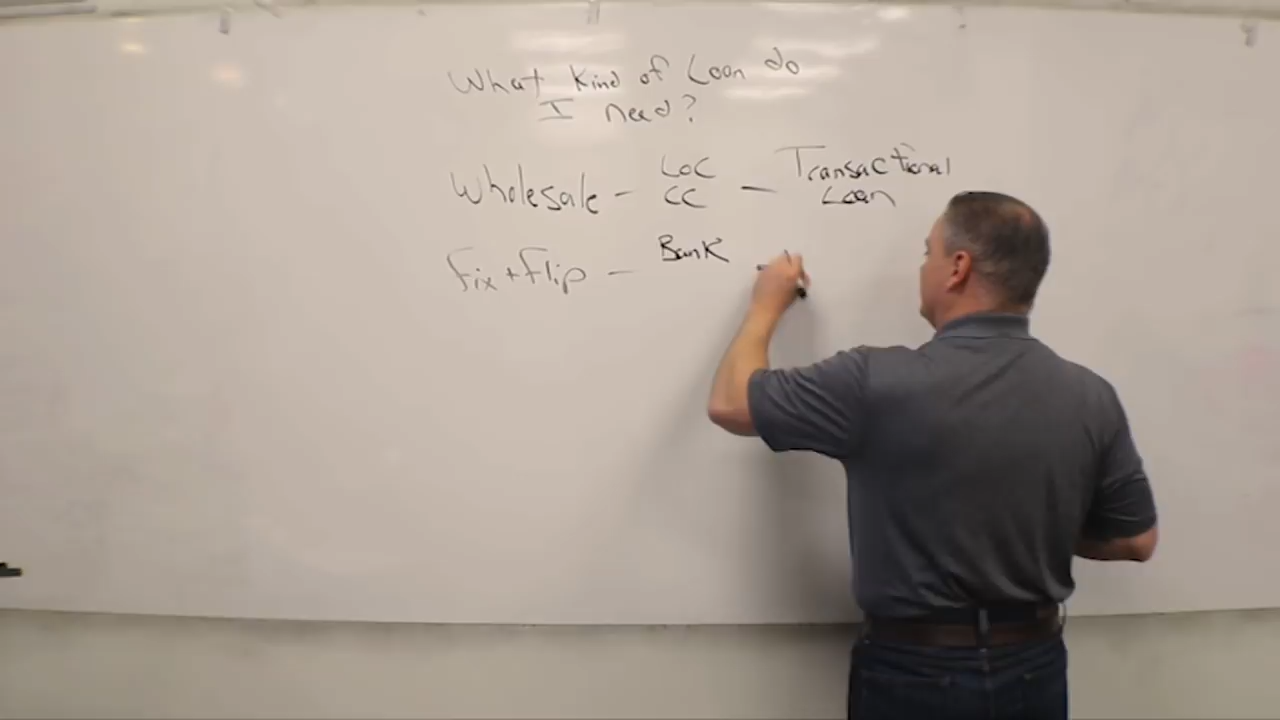 What Kind of Loan do
I need?
Wholesale - LOC
CC - Transactional
Loan
fix + flip - Bank -